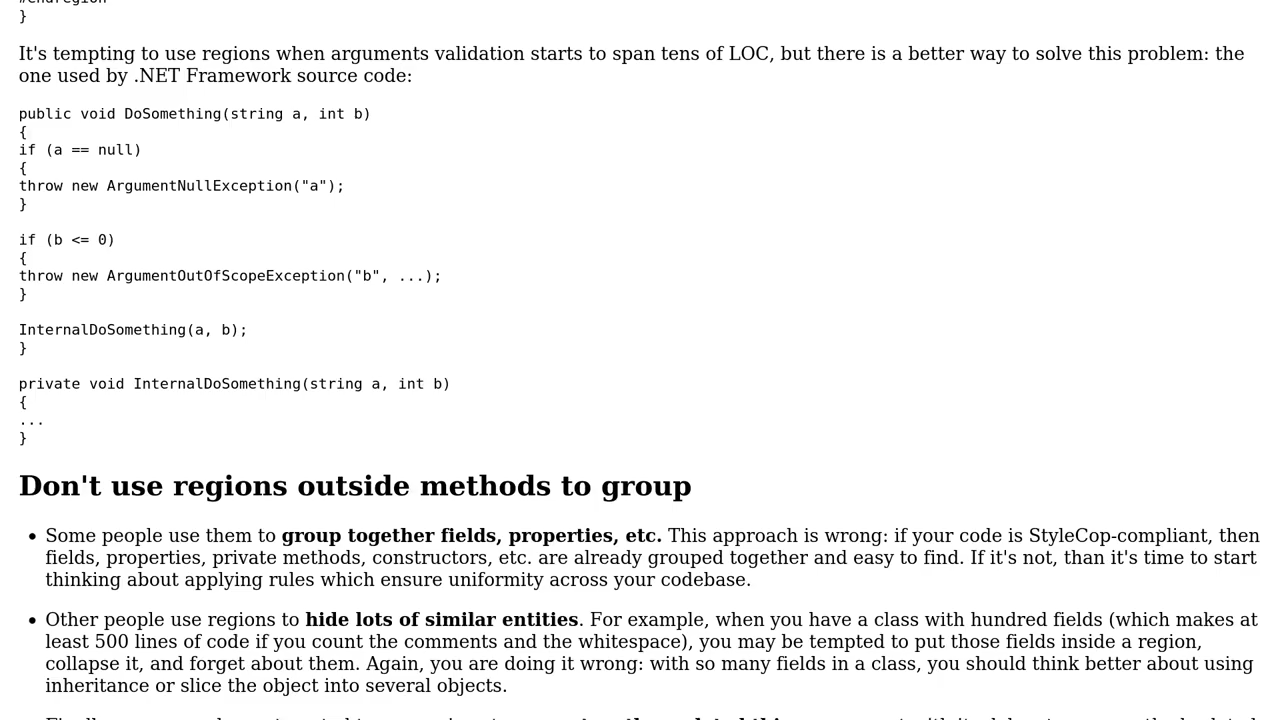 #endregion
}
It's tempting to use regions when arguments validation starts to span tens of LOC, but there is a better way to solve this problem: the
one used by .NET Framework source code:
public void DoSomething(string a, int b)
{
if (a == null)
{
throw new ArgumentNullException("a");
}
if (b <= 0)
{
throw new ArgumentOutOfScopeException("b", ...);
}
InternalDoSomething(a, b);
}
private void InternalDoSomething(string a, int b)
{
...
}
Don't use regions outside methods to group
• Some people use them to group together fields, properties, etc. This approach is wrong: if your code is StyleCop-compliant, then
fields, properties, private methods, constructors, etc. are already grouped together and easy to find. If it's not, than it's time to start
thinking about applying rules which ensure uniformity across your codebase.
• Other people use regions to hide lots of similar entities. For example, when you have a class with hundred fields (which makes at
least 500 lines of code if you count the comments and the whitespace), you may be tempted to put those fields inside a region,
collapse it, and forget about them. Again, you are doing it wrong: with so many fields in a class, you should think better about using
inheritance or slice the object into several objects.